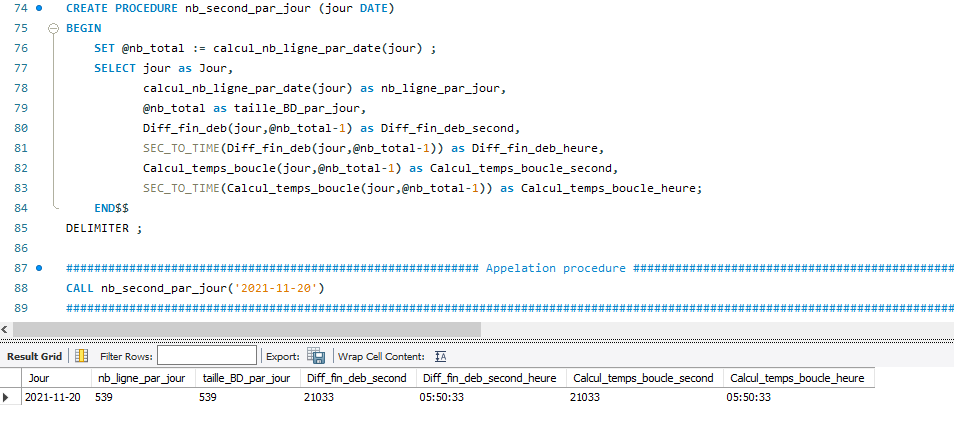 74 CREATE PROCEDURE nb_second_par_jour (jour DATE)
75 BEGIN
76 SET @nb_total := calcul_nb_ligne_par_date(jour) ;
77 SELECT jour as Jour,
78 calcul_nb_ligne_par_date(jour) as nb_ligne_par_jour,
79 @nb_total as taille_BD_par_jour,
80 Diff_fin_deb(jour,@nb_total-1) as Diff_fin_deb_second,
81 SEC_TO_TIME(Diff_fin_deb(jour,@nb_total-1)) as Diff_fin_deb_heure,
82 Calcul_temps_boucle(jour,@nb_total-1) as Calcul_temps_boucle_second,
83 SEC_TO_TIME(Calcul_temps_boucle(jour,@nb_total-1)) as Calcul_temps_boucle_heure;
84 END$$
85 DELIMITER ;
86
87 ########################################################### Appelation procedure ##############################################
88 CALL nb_second_par_jour('2021-11-20')
89 ###############################################################################################################################
Result Grid Filter Rows: Export: Wrap Cell Content:
Jour nb_ligne_par_jour taille_BD_par_jour Diff_fin_deb_second Diff_fin_deb_second_heure Calcul_temps_boucle_second Calcul_temps_boucle_heure
2021-11-20 539 539 21033 05:50:33 21033 05:50:33